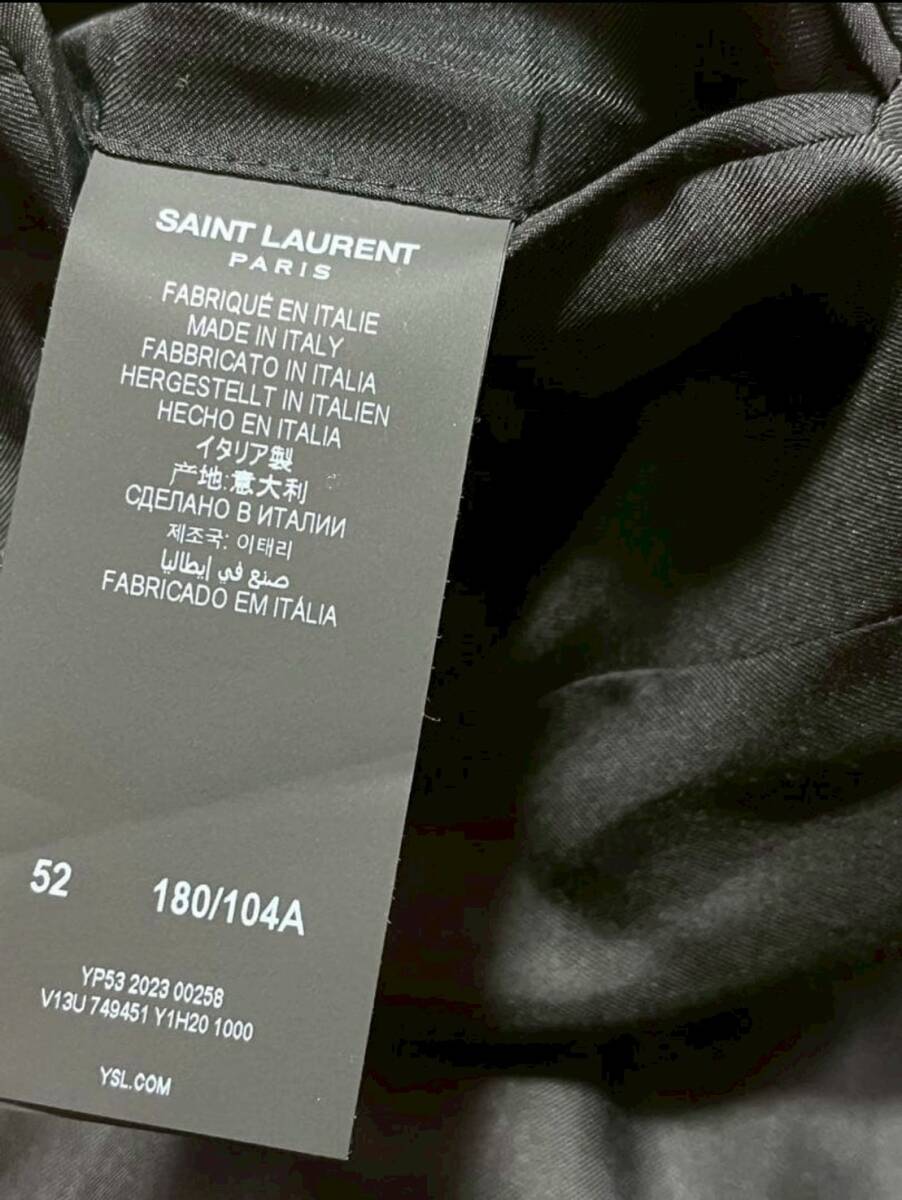 SAINT LAURENT
PARIS
FABRIQUÉ EN ITALIE
MADE IN ITALY
FABBRICATO IN ITALIA
HERGESTELLT IN ITALIEN
HECHO EN ITALIA
イタリア製
产地:意大利
СДЕЛАНО В ИТАЛИИ
제조국: 이태리
صنع في إيطاليا
FABRICADO EM ITÁLIA
52 180/104A
YP53 2023 00258
V13U 749451 Y1H20 1000
YSL.COM